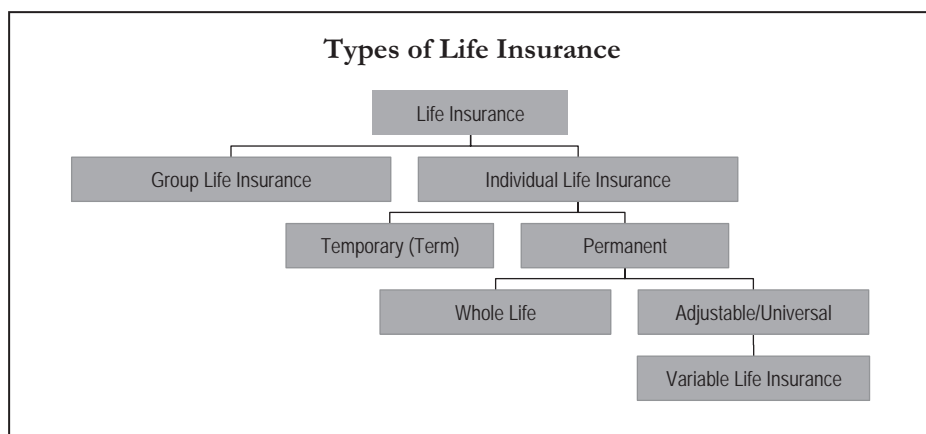 Types of Life Insurance
Life Insurance
Group Life Insurance
Individual Life Insurance
Temporary (Term)
Permanent
Whole Life
Adjustable/Universal
Variable Life Insurance